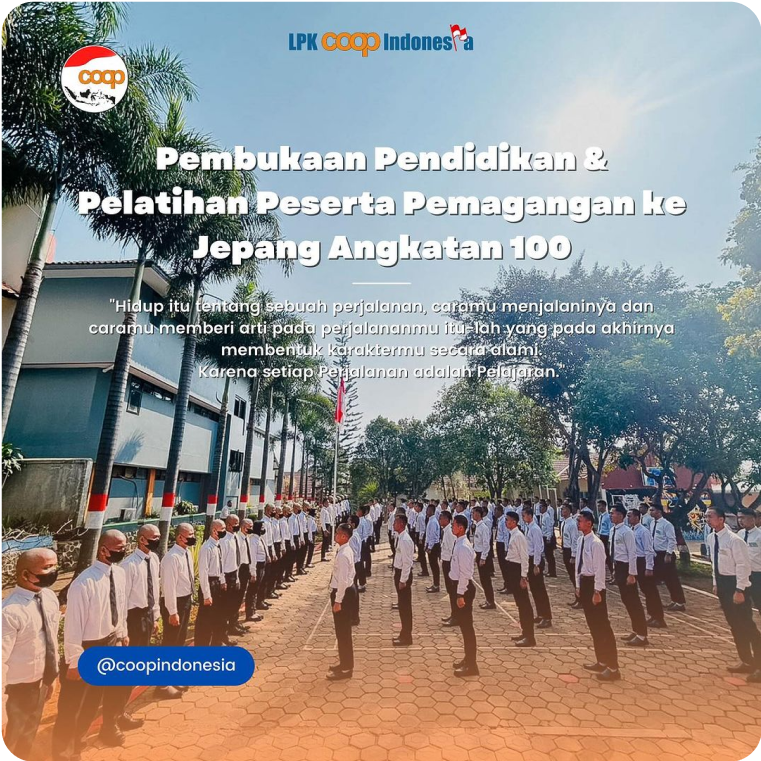 LPK coop Indonesia
coop
Pembukaan Pendidikan &
Pelatihan Peserta Pemagangan ke
Jepang Angkatan 100
"Hidup itu tentang sebuah perjalanan, caramu menjalaninya dan
caramu memberi arti pada perjalananmu itu-lah yang pada akhirnya
membentuk karaktermu secara alami.
Karena setiap Perjalanan adalah Pelajaran."
@coopindonesia